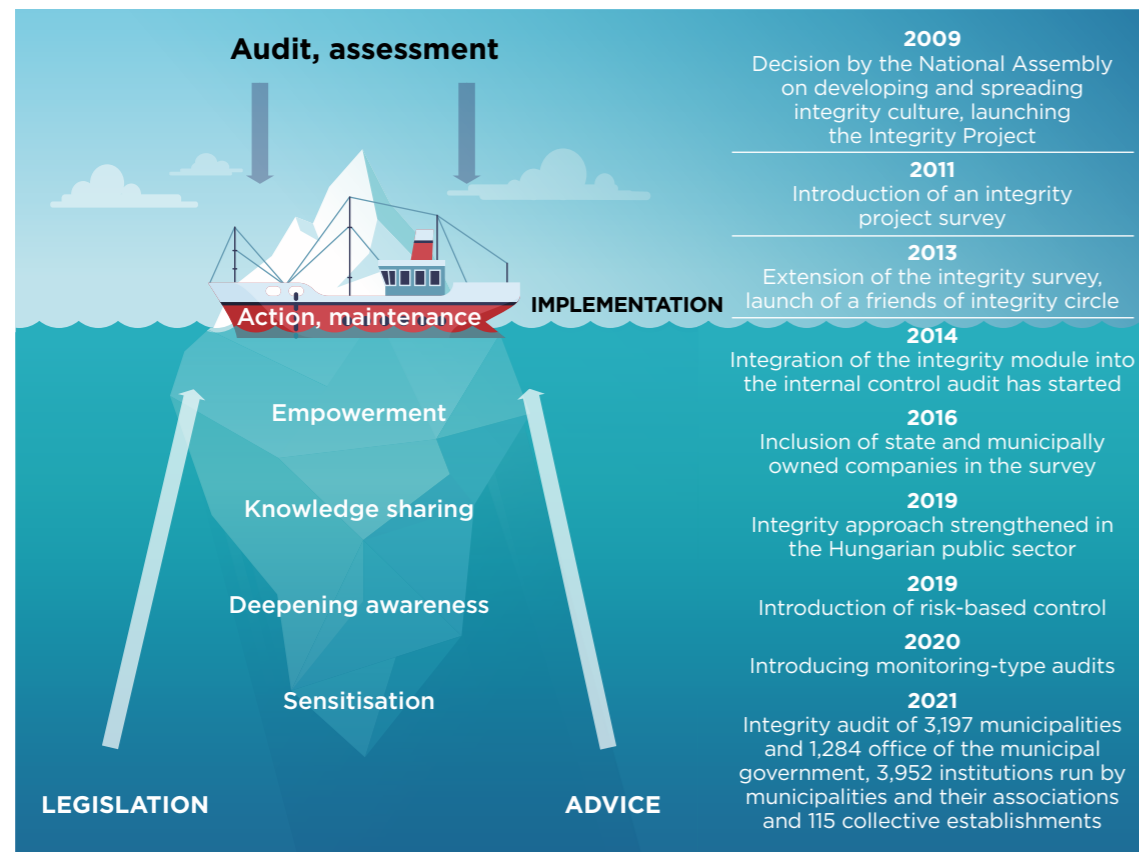 Audit, assessment
Action, maintenance
IMPLEMENTATION
Empowerment
Knowledge sharing
Deepening awareness
Sensitisation
LEGISLATION
ADVICE
2009
Decision by the National Assembly
on developing and spreading
integrity culture, launching
the Integrity Project
2011
Introduction of an integrity
project survey
2013
Extension of the integrity survey,
launch of a friends of integrity circle
2014
Integration of the integrity module into
the internal control audit has started
2016
Inclusion of state and municipally
owned companies in the survey
2019
Integrity approach strengthened in
the Hungarian public sector
2019
Introduction of risk-based control
2020
Introducing monitoring-type audits
2021
Integrity audit of 3,197 municipalities
and 1,284 office of the municipal
government, 3,952 institutions run by
municipalities and their associations
and 115 collective establishments